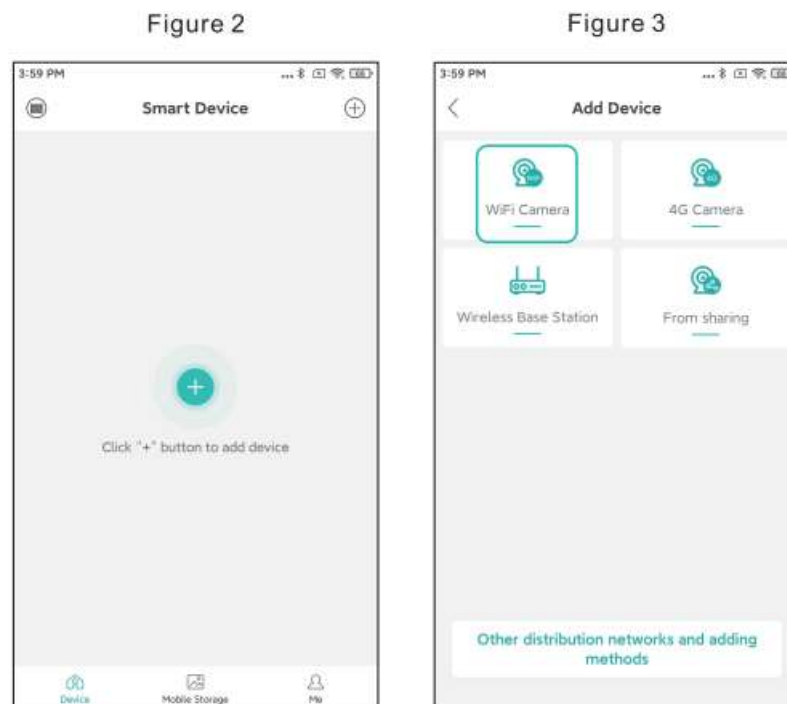 Figure 2
Figure 3
3:59 PM
Smart Device
Click "+" button to add device
Device
Mobile Storage
Me
3:59 PM
Add Device
WiFi Camera
4G Camera
Wireless Base Station
From sharing
Other distribution networks and adding
methods